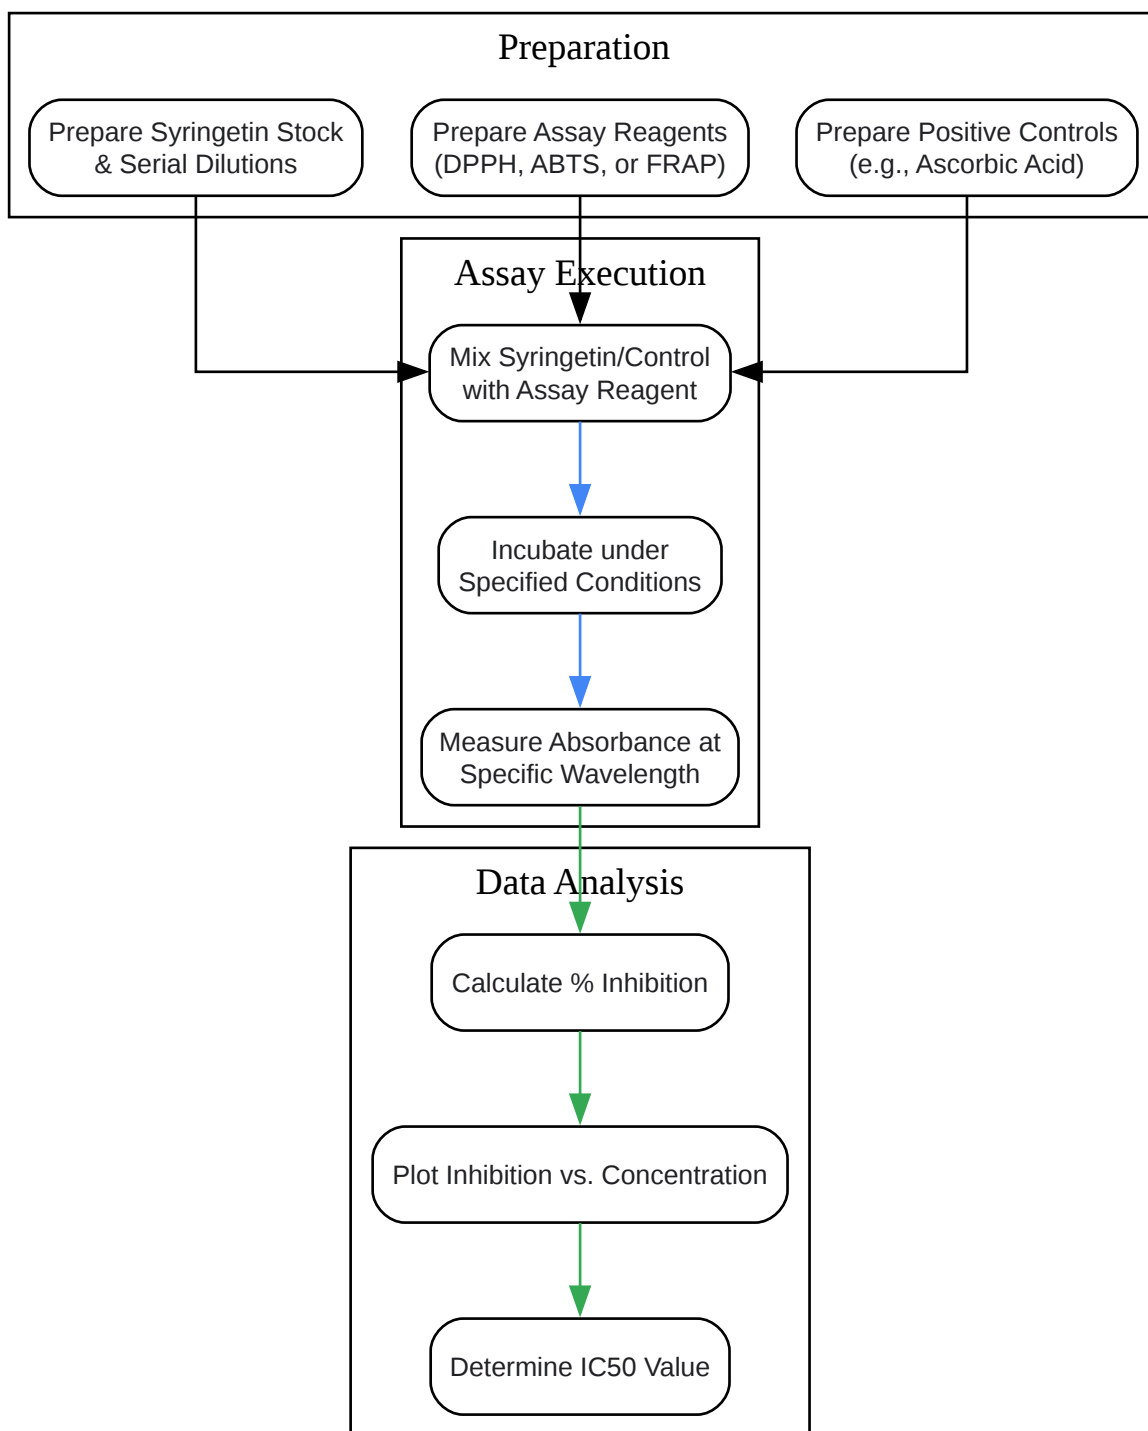 Preparation
Prepare Syringetin Stock
& Serial Dilutions
Prepare Assay Reagents
(DPPH, ABTS, or FRAP)
Prepare Positive Controls
(e.g., Ascorbic Acid)
Assay Execution
Mix Syringetin/Control
with Assay Reagent
Incubate under
Specified Conditions
Measure Absorbance at
Specific Wavelength
Data Analysis
Calculate % Inhibition
Plot Inhibition vs. Concentration
Determine IC50 Value